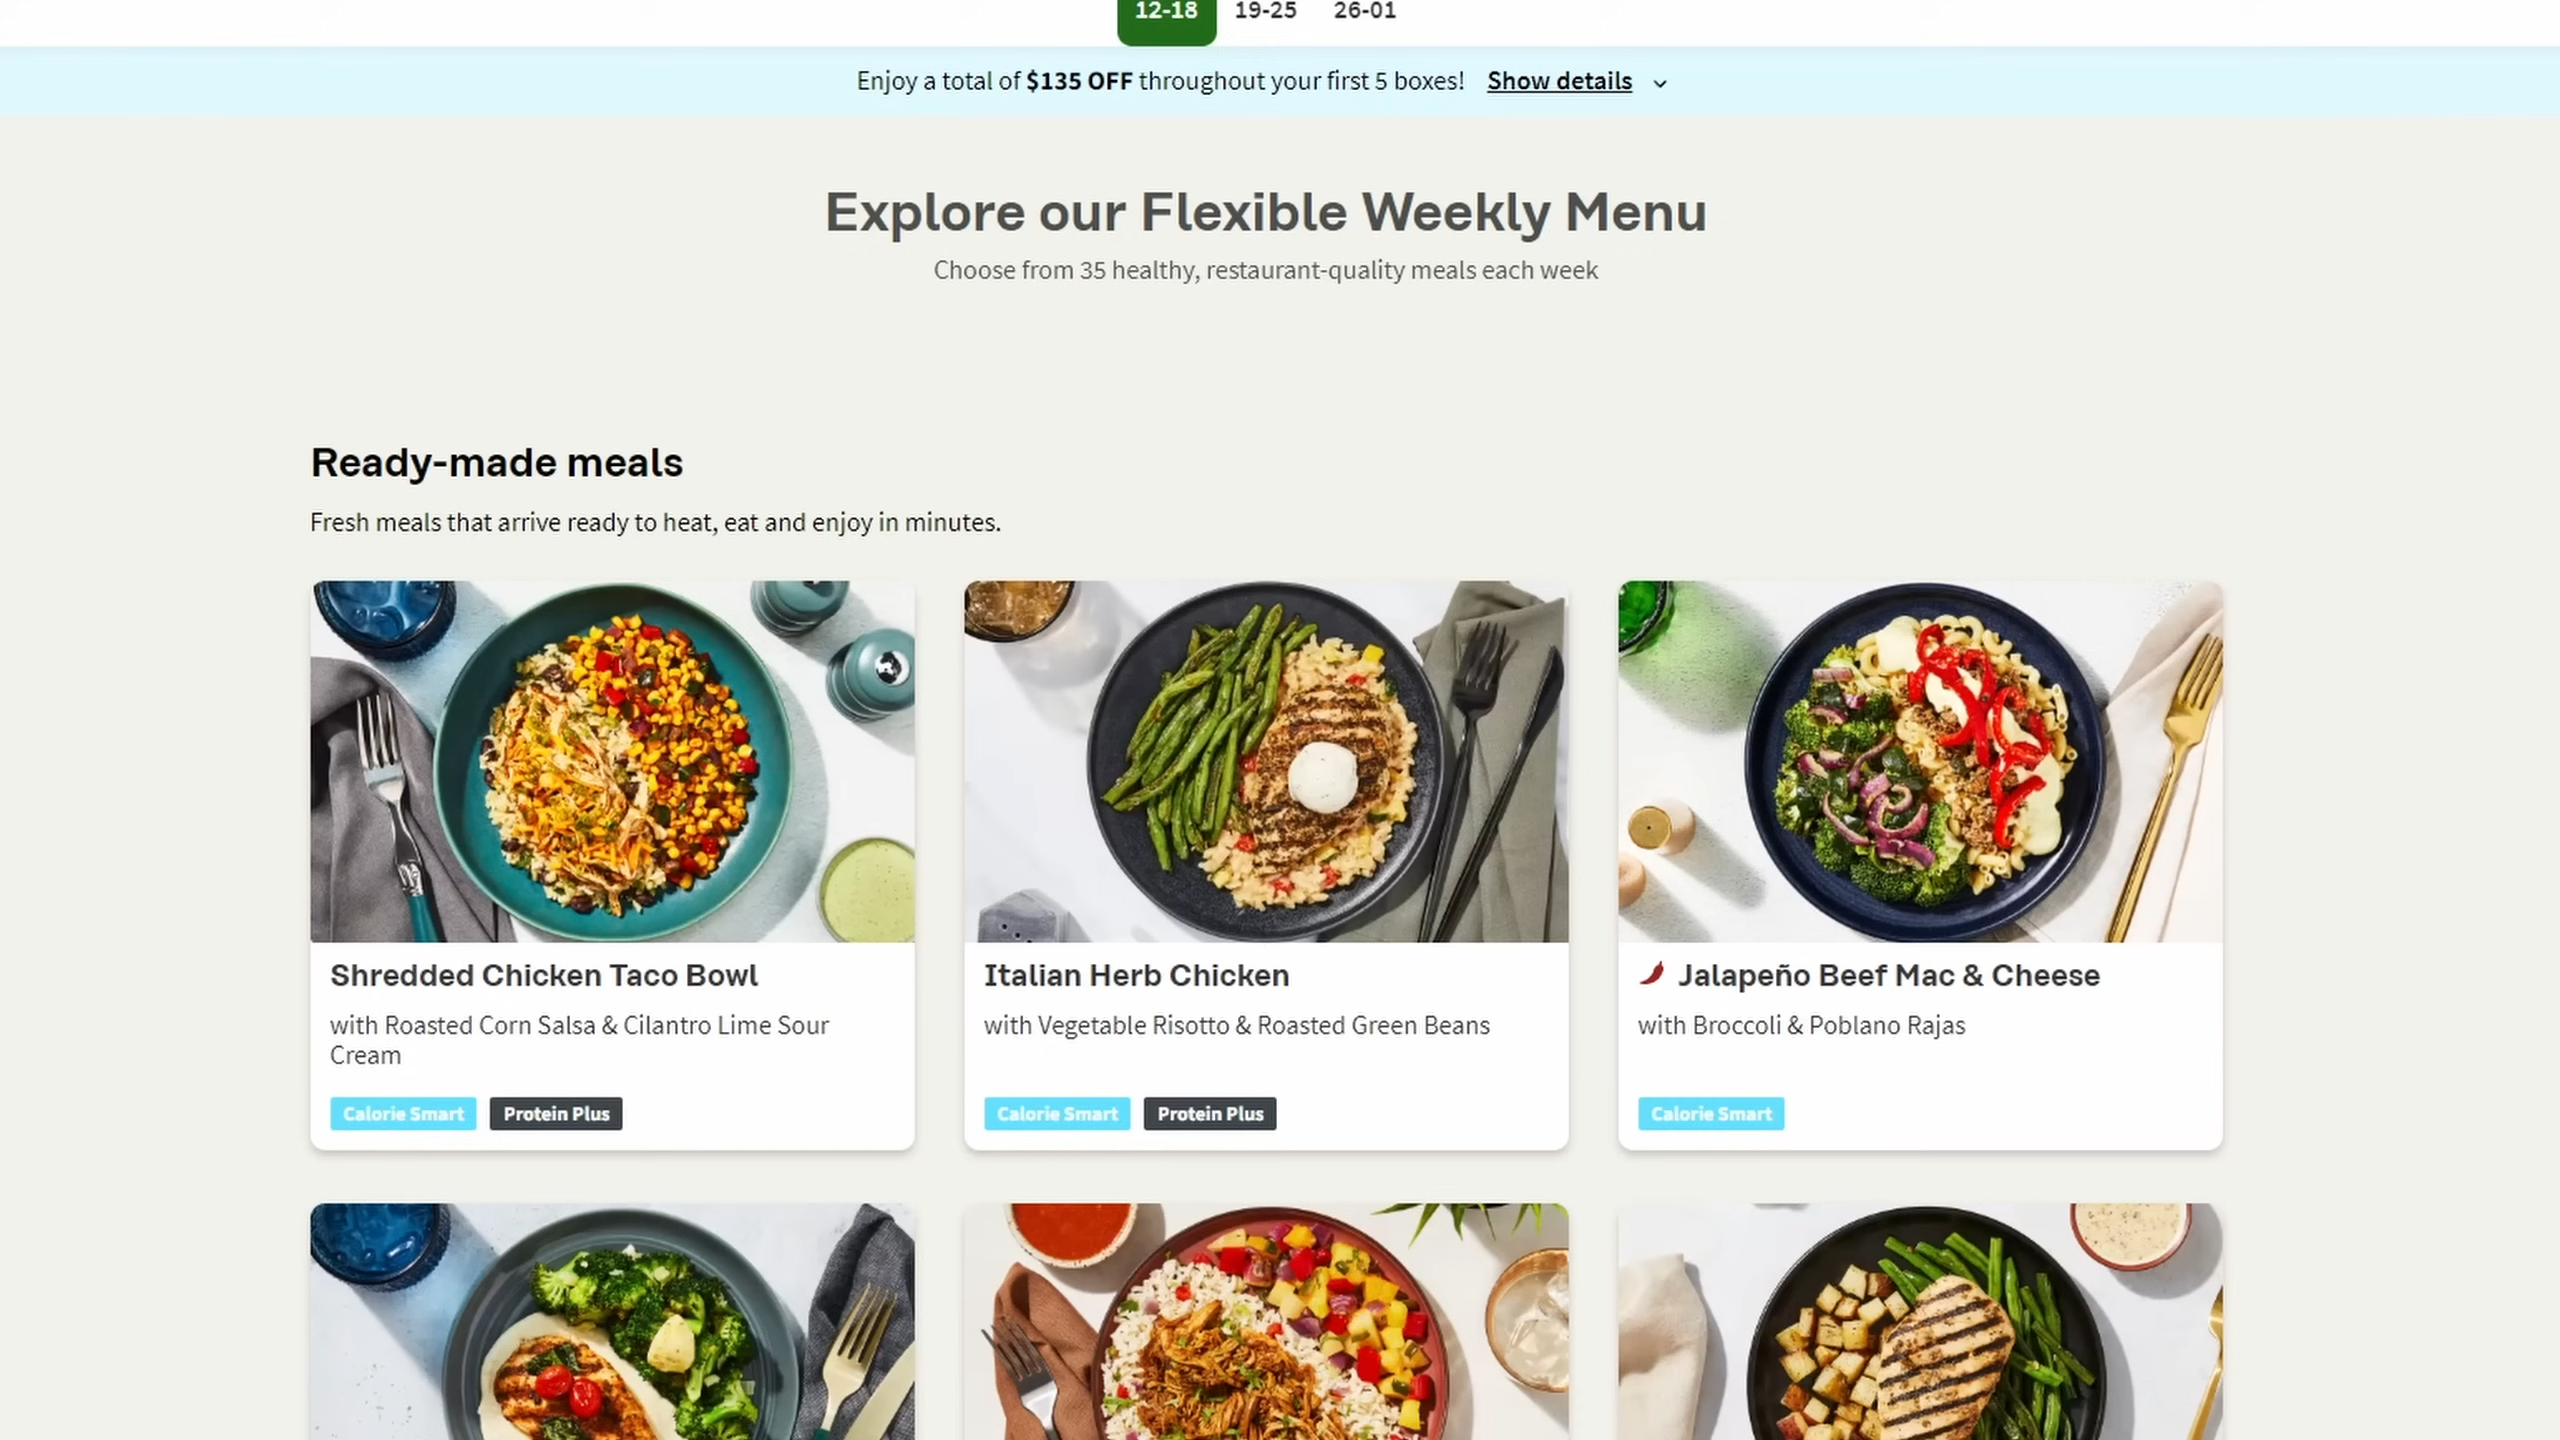 12-18 19-25 26-01
Enjoy a total of $135 OFF throughout your first 5 boxes! Show details
Explore our Flexible Weekly Menu
Choose from 35 healthy, restaurant-quality meals each week
Ready-made meals
Fresh meals that arrive ready to heat, eat and enjoy in minutes.
Shredded Chicken Taco Bowl
with Roasted Corn Salsa & Cilantro Lime Sour
Cream
Calorie Smart Protein Plus
Italian Herb Chicken
with Vegetable Risotto & Roasted Green Beans
Calorie Smart Protein Plus
Jalapeño Beef Mac & Cheese
with Broccoli & Poblano Rajas
Calorie Smart